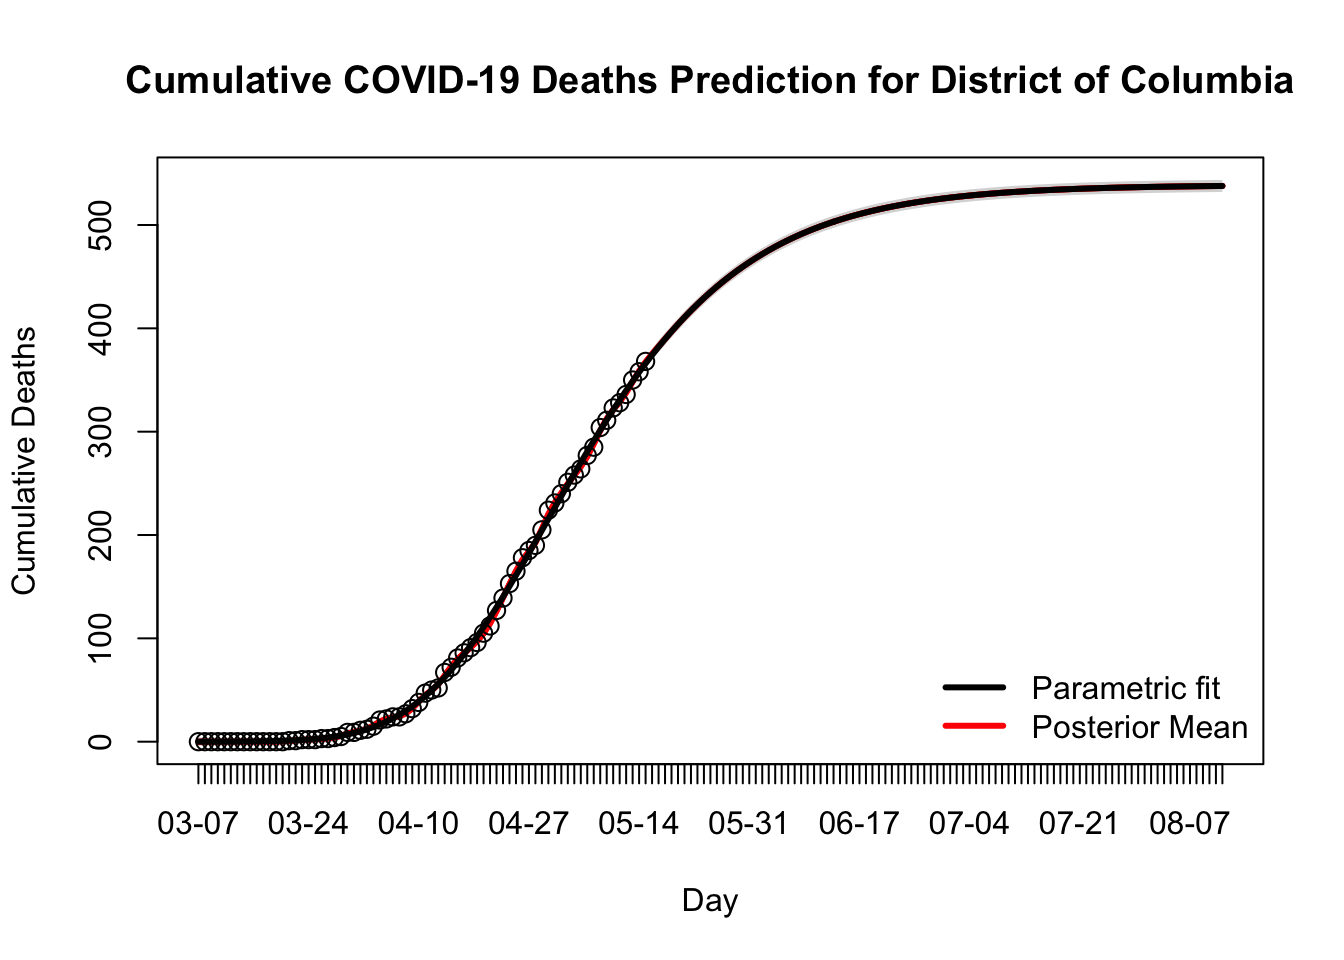 Cumulative COVID-19 Deaths Prediction for District of Columbia
Cumulative Deaths
500
400
300
200
100
0
Parametric fit
Posterior Mean
03-07 03-24 04-10 04-27 05-14 05-31 06-17 07-04 07-21 08-07
Day